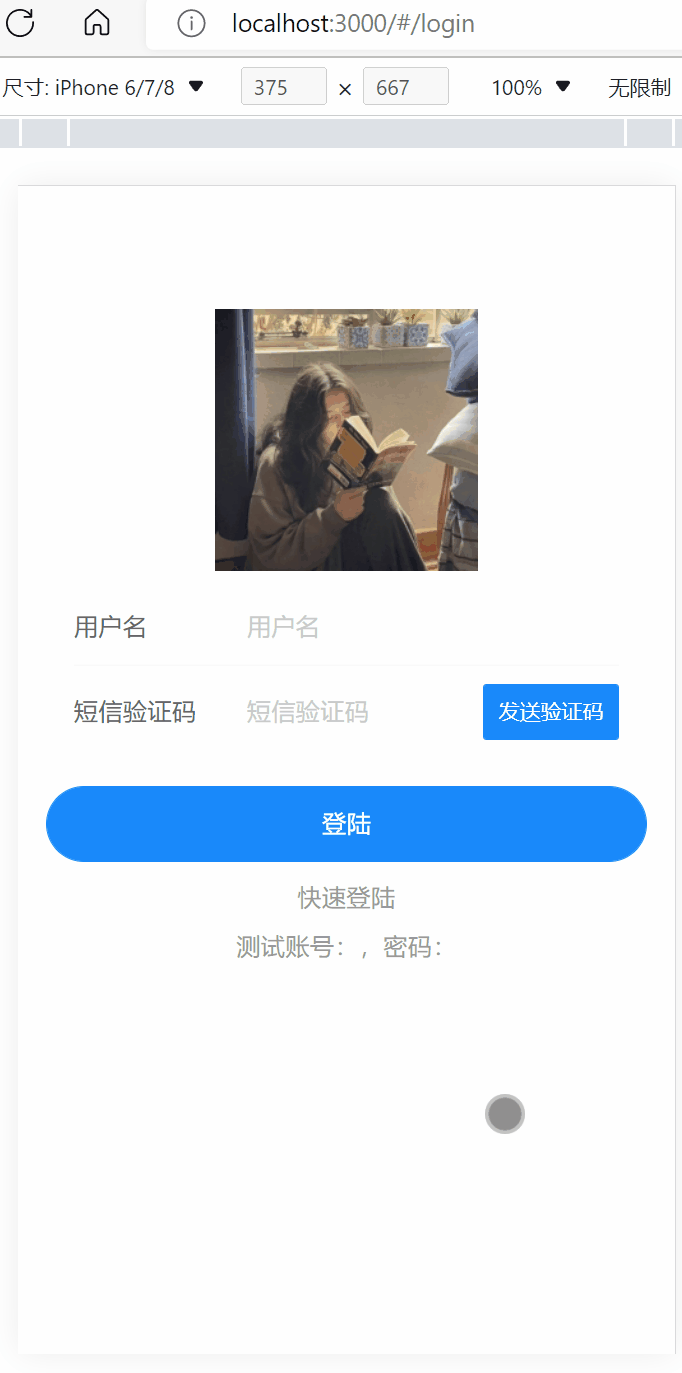 localhost:3000/#/login
尺寸: iPhone 6/7/8 ▼ 375 × 667 100% ▼ 无限制
用户名 用户名
短信验证码 短信验证码 发送验证码
登陆
快速登陆
测试账号：，密码：